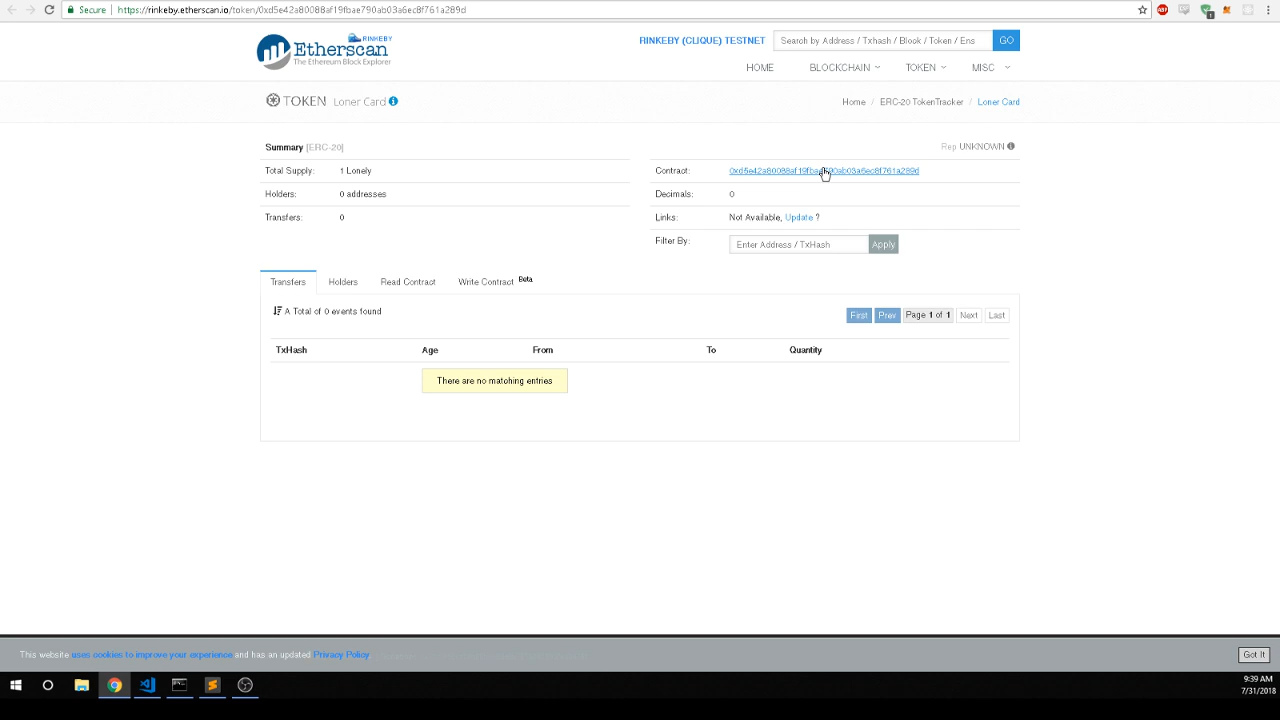 Secure | https://rinkeby.etherscan.io/token/0xd5e42a80088af19fbae790ab03a6ec8f761a289d
RINKEBY
Etherscan
The Ethereum Block Explorer
RINKEBY (CLIQUE) TESTNET
Search by Address / Txhash / Block / Token / Ens
GO
HOME BLOCKCHAIN TOKEN MISC
TOKEN Loner Card
Home / ERC-20 TokenTracker / Loner Card
Summary [ERC-20]
Rep UNKNOWN
Total Supply: 1 Lonely
Contract: 0xd5e42a80088af19fbae790ab03a6ec8f761a289d
Holders: 0 addresses
Decimals: 0
Transfers: 0
Links: Not Available, Update ?
Filter By: Enter Address / TxHash Apply
Transfers Holders Read Contract Write Contract Beta
A Total of 0 events found
First Prev Page 1 of 1 Next Last
TxHash Age From To Quantity
There are no matching entries
This website uses cookies to improve your experience and has an updated Privacy Policy.
Got It
9:39 AM
7/31/2018